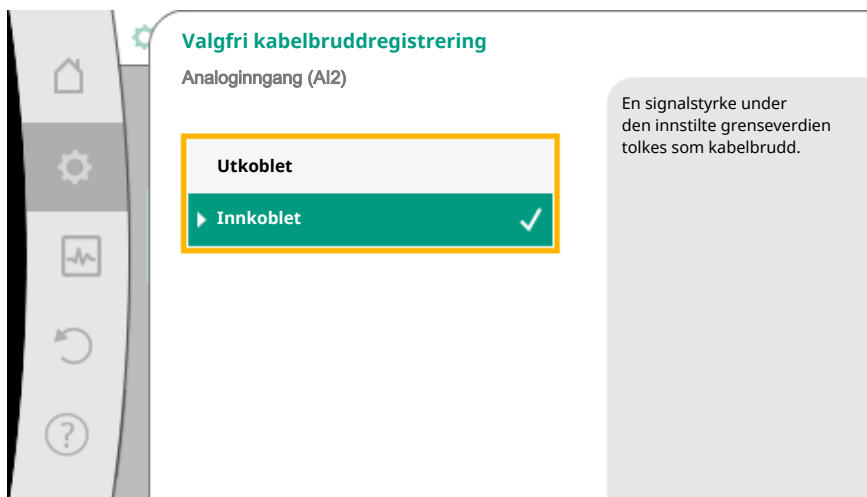 Valgfri kabelbruddregistrering
Analoginngang (AI2)
Utkoblet
Innkoblet
En signalstyrke under
den innstilte grenseverdien
tolkes som kabelbrudd.
?